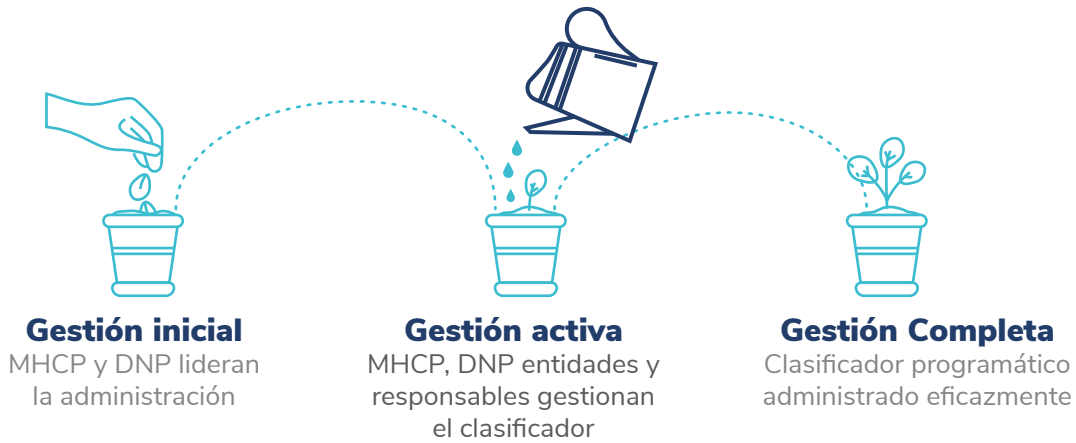 Gestión inicial
MHCP y DNP lideran
la administración
Gestión activa
MHCP, DNP entidades y
responsables gestionan
el clasificador
Gestión Completa
Clasificador programático
administrado eficazmente